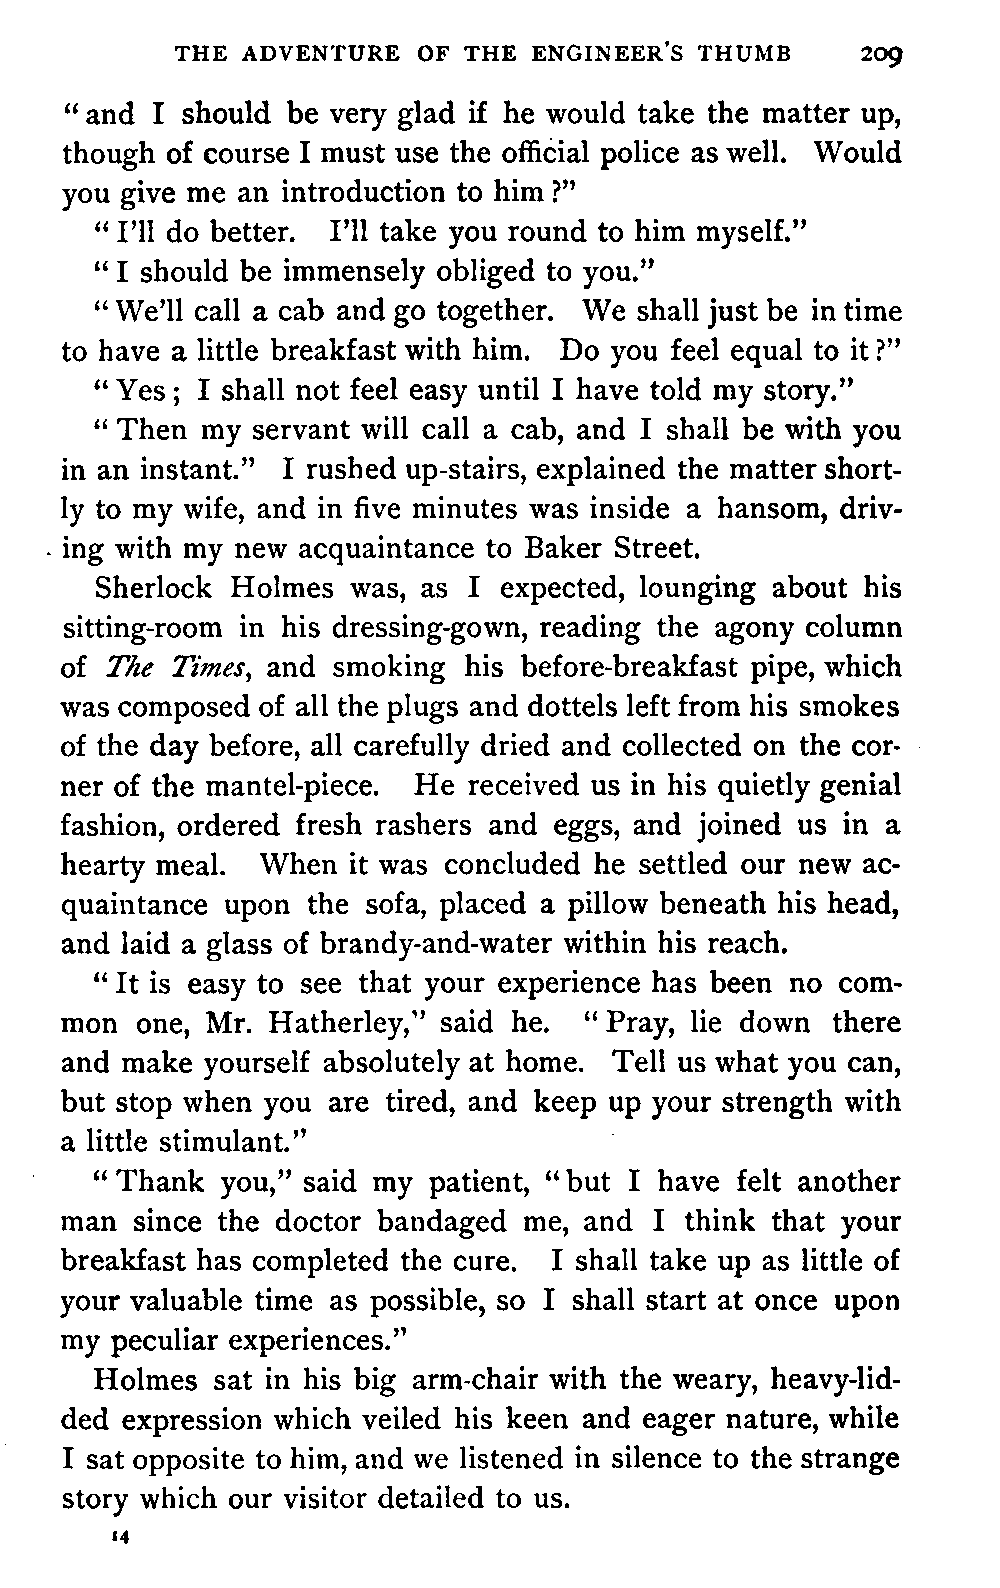 THE ADVENTURE OF THE ENGINEER'S THUMB 209
"and I should be very glad if he would take the matter up,
though of course I must use the official police as well. Would
you give me an introduction to him?"
"I'll do better. I'll take you round to him myself."
"I should be immensely obliged to you."
"We'll call a cab and go together. We shall just be in time
to have a little breakfast with him. Do you feel equal to it?"
"Yes; I shall not feel easy until I have told my story."
"Then my servant will call a cab, and I shall be with you
in an instant." I rushed up-stairs, explained the matter short-
ly to my wife, and in five minutes was inside a hansom, driv-
ing with my new acquaintance to Baker Street.
Sherlock Holmes was, as I expected, lounging about his
sitting-room in his dressing-gown, reading the agony column
of The Times, and smoking his before-breakfast pipe, which
was composed of all the plugs and dottels left from his smokes
of the day before, all carefully dried and collected on the cor-
ner of the mantel-piece. He received us in his quietly genial
fashion, ordered fresh rashers and eggs, and joined us in a
hearty meal. When it was concluded he settled our new ac-
quaintance upon the sofa, placed a pillow beneath his head,
and laid a glass of brandy-and-water within his reach.
"It is easy to see that your experience has been no com-
mon one, Mr. Hatherley," said he. "Pray, lie down there
and make yourself absolutely at home. Tell us what you can,
but stop when you are tired, and keep up your strength with
a little stimulant."
"Thank you," said my patient, "but I have felt another
man since the doctor bandaged me, and I think that your
breakfast has completed the cure. I shall take up as little of
your valuable time as possible, so I shall start at once upon
my peculiar experiences."
Holmes sat in his big arm-chair with the weary, heavy-lid-
ded expression which veiled his keen and eager nature, while
I sat opposite to him, and we listened in silence to the strange
story which our visitor detailed to us.
14